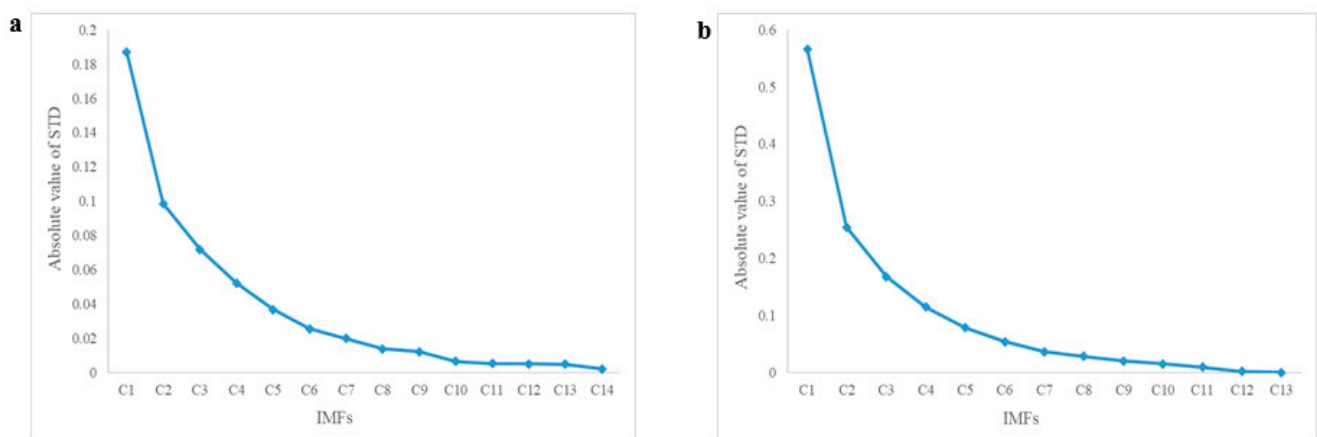 a
Absolute value of STD
0.2
0.18
0.16
0.14
0.12
0.1
0.08
0.06
0.04
0.02
0
C1 C2 C3 C4 C5 C6 C7 C8 C9 C10 C11 C12 C13 C14
IMFs
b
Absolute value of STD
0.6
0.5
0.4
0.3
0.2
0.1
0
C1 C2 C3 C4 C5 C6 C7 C8 C9 C10 C11 C12 C13
IMFs